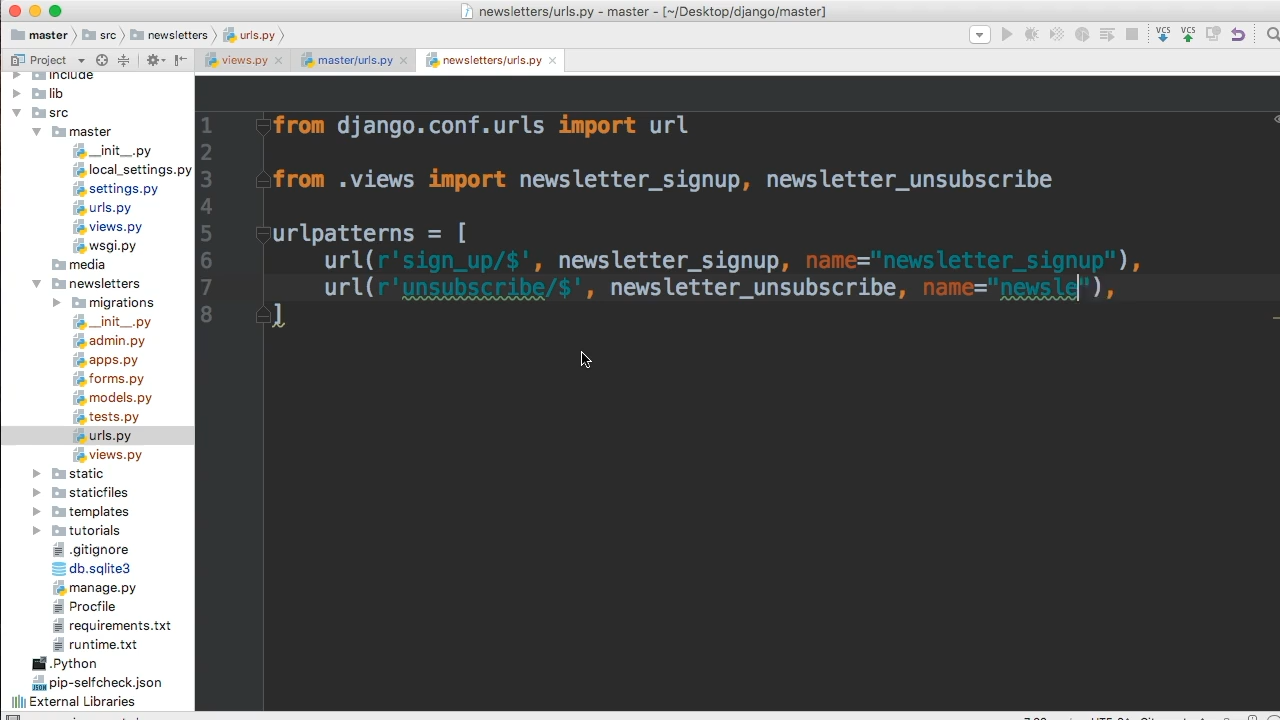 newsletters/urls.py - master - [~/Desktop/django/master]
master
src
newsletters
urls.py
VCS
VCS
Project
views.py
master/urls.py
newsletters/urls.py
include
lib
src
master
__init__.py
local_settings.py
settings.py
urls.py
views.py
wsgi.py
media
newsletters
migrations
__init__.py
admin.py
apps.py
forms.py
models.py
tests.py
urls.py
views.py
static
staticfiles
templates
tutorials
.gitignore
db.sqlite3
manage.py
Procfile
requirements.txt
runtime.txt
.Python
pip-selfcheck.json
External Libraries
1 from django.conf.urls import url
2
3 from .views import newsletter_signup, newsletter_unsubscribe
4
5 urlpatterns = [
6 url(r'sign_up/$', newsletter_signup, name="newsletter_signup"),
7 url(r'unsubscribe/$', newsletter_unsubscribe, name="newsle"),
8 ]